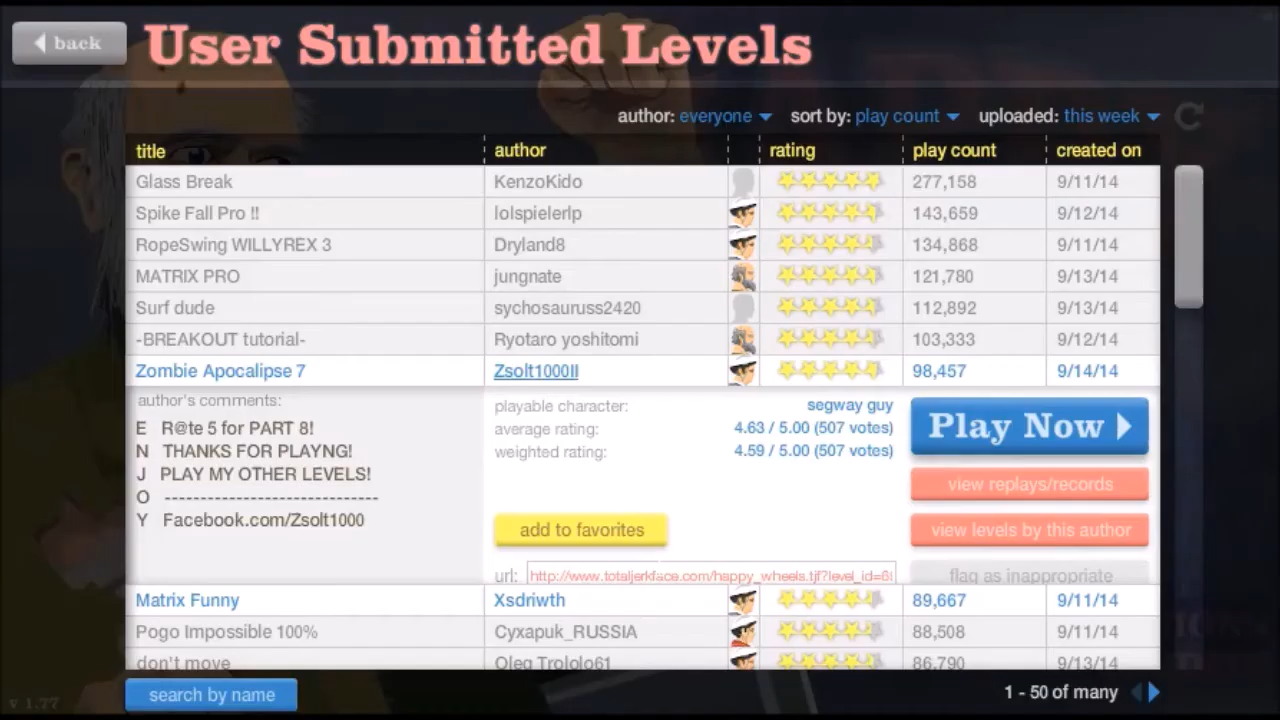 back
User Submitted Levels
author: everyone sort by: play count uploaded: this week
title author rating play count created on
Glass Break KenzoKido 277,158 9/11/14
Spike Fall Pro !! lolspielerlp 143,659 9/12/14
RopeSwing WILLYREX 3 Dryland8 134,868 9/11/14
MATRIX PRO jungnate 121,780 9/13/14
Surf dude sychosauruss2420 112,892 9/13/14
-BREAKOUT tutorial- Ryotaro yoshitomi 103,333 9/12/14
Zombie Apocalipse 7 Zsolt1000II 98,457 9/14/14
author's comments:
E R@te 5 for PART 8!
N THANKS FOR PLAYNG!
J PLAY MY OTHER LEVELS!
O ------------------------------
Y Facebook.com/Zsolt1000
playable character: segway guy
average rating: 4.63 / 5.00 (507 votes)
weighted rating: 4.59 / 5.00 (507 votes)
add to favorites
url: http://www.totaljerkface.com/happy_wheels.tjf?level_id=6
Play Now
view replays/records
view levels by this author
flag as inappropriate
Matrix Funny Xsdriwth 89,667 9/11/14
Pogo Impossible 100% Cyxapuk_RUSSIA 88,508 9/11/14
don't move Oleg Trololo61 86,790 9/13/14
search by name
1 - 50 of many
v 1.77